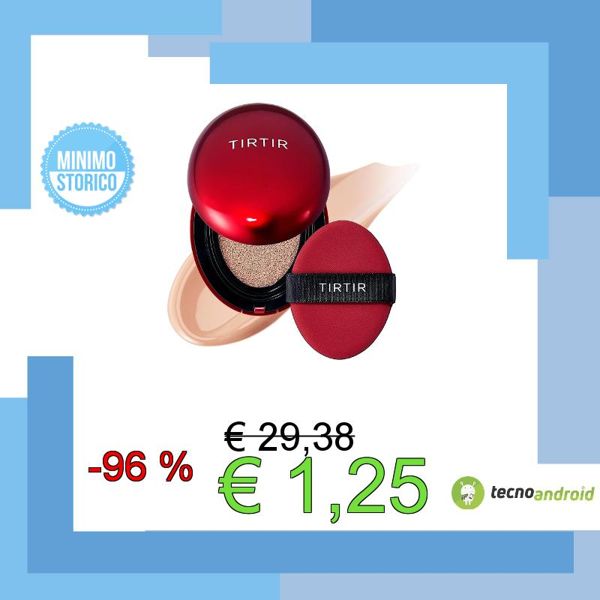 TIRTIR
MINIMO
STORICO
TIRTIR
€ 29,38
-96 %
€ 1,25
tecnoandroid